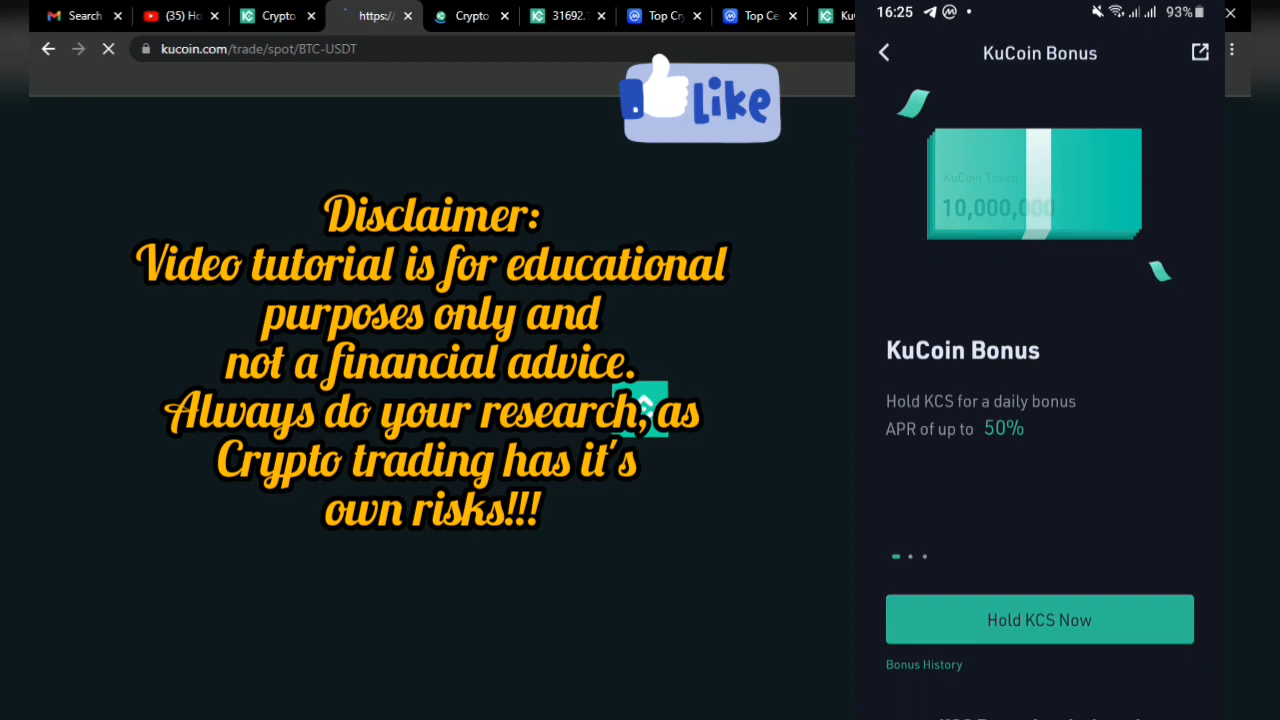 Search
(35) Ho
Crypto
https:/
Crypto
31692.
Top Cry
Top Ce
Ku
kucoin.com/trade/spot/BTC-USDT
Like
Disclaimer:
Video tutorial is for educational
purposes only and
not a financial advice.
Always do your research, as
Crypto trading has it's
own risks!!!
16:25
93%
KuCoin Bonus
KuCoin Token
10,000,000
KuCoin Bonus
Hold KCS for a daily bonus
APR of up to 50%
Hold KCS Now
Bonus History